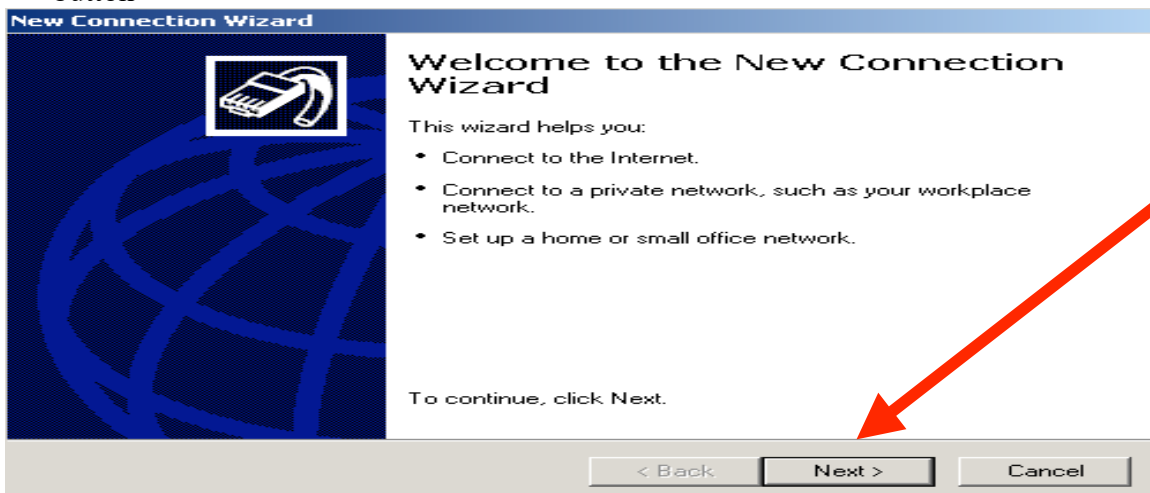 New Connection Wizard
Welcome to the New Connection
Wizard
This wizard helps you:
• Connect to the Internet.
• Connect to a private network, such as your workplace
network.
• Set up a home or small office network.
To continue, click Next.
< Back
Next >
Cancel